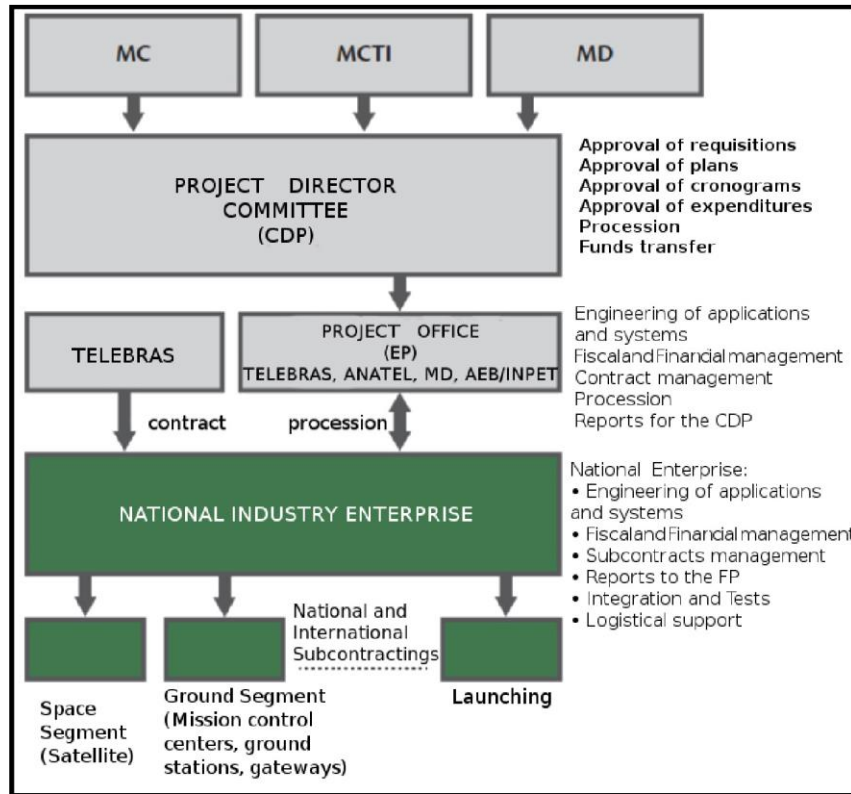 MC
MCTI
MD
PROJECT DIRECTOR
COMMITTEE
(CDP)
Approval of requisitions
Approval of plans
Approval of cronograms
Approval of expenditures
Procession
Funds transfer
TELEBRAS
PROJECT OFFICE
(EP)
TELEBRAS, ANATEL, MD, AEB/INPET
Engineering of applications
and systems
Fiscal and Financial management
Contract management
Procession
Reports for the CDP
contract
procession
NATIONAL INDUSTRY ENTERPRISE
National Enterprise:
• Engineering of applications
and systems
• Fiscal and Financial management
• Subcontracts management
• Reports to the FP
• Integration and Tests
• Logistical support
National and
International
Subcontractings
Space
Segment
(Satellite)
Ground Segment
(Mission control
centers, ground
stations, gateways)
Launching